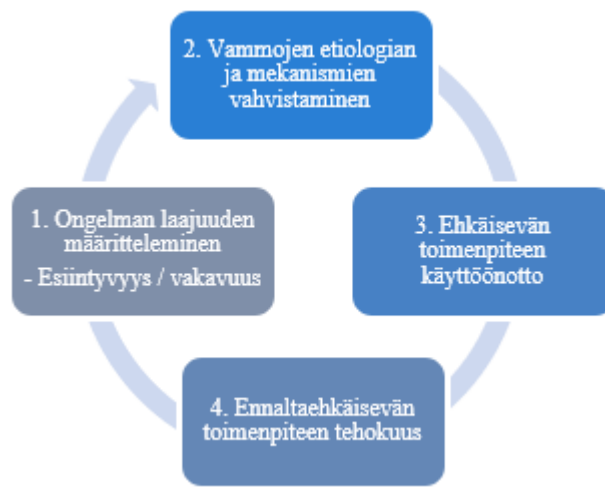 2. Vammojen etiologian
ja mekanismien
vahvistaminen
1. Ongelman laajuuden
määritteleminen
- Esiintyvyys / vakavuus
3. Ehkäisevän
toimenpiteen
käyttöönotto
4. Ennaltaehkäisevän
toimenpiteen tehokuus